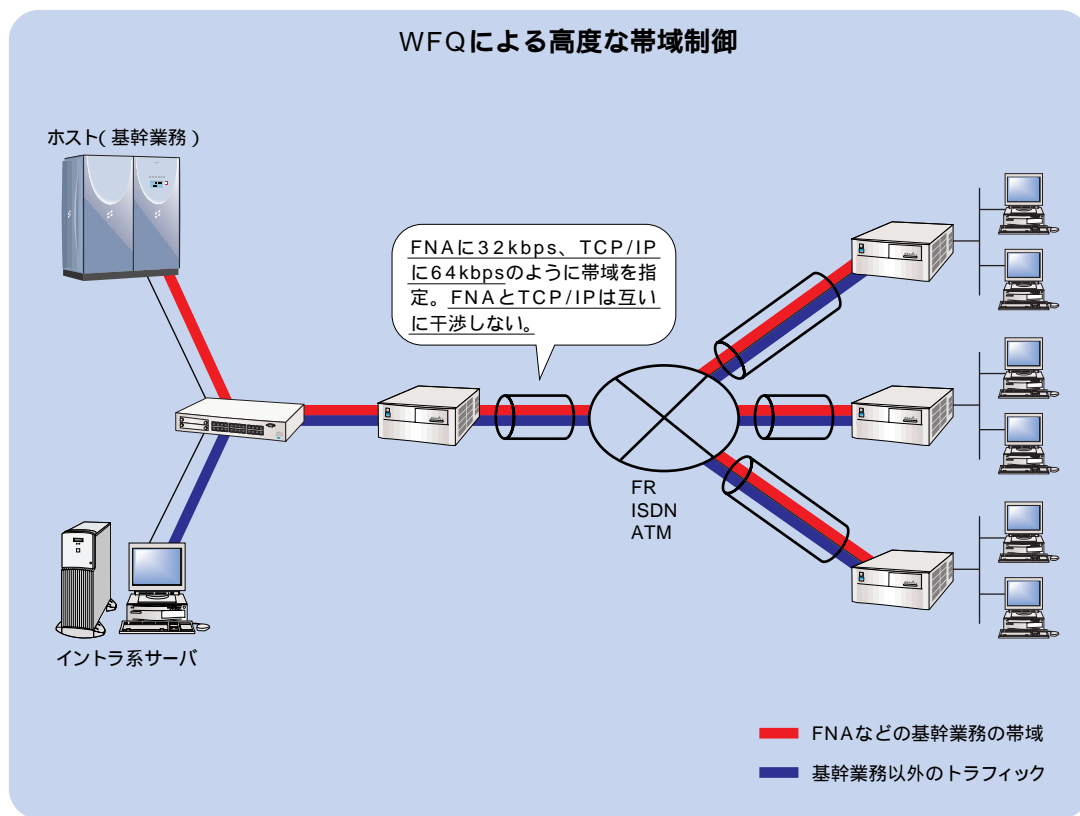 WFQによる高度な帯域制御
ホスト(基幹業務)
FNAに32kbps、TCP/IP
に64kbpsのように帯域を指
定。FNAとTCP/IPは互い
に干渉しない。
FR
ISDN
ATM
イントラ系サーバ
FNAなどの基幹業務の帯域
基幹業務以外のトラフィック